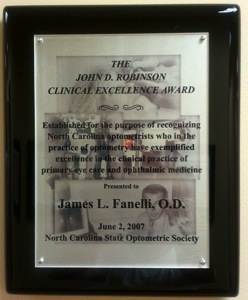 THE
JOHN D. ROBINSON
CLINICAL EXCELLENCE AWARD
Established for the purpose of recognizing
North Carolina optometrists who in the
practice of optometry have exemplified
excellence in the clinical practice of
primary eye care and ophthalmic medicine
Presented to
James L. Fanelli, O.D.
June 2, 2007
North Carolina State Optometric Society